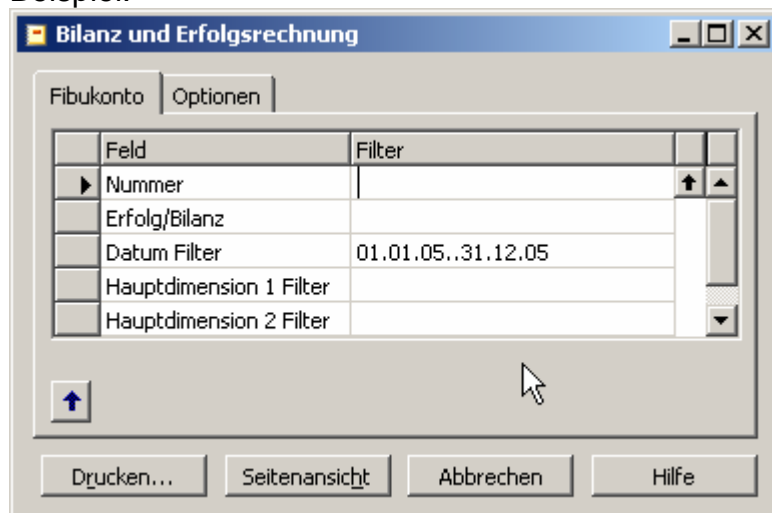 Bilanz und Erfolgsrechnung
Fibukonto Optionen
Feld Filter
Nummer
Erfolg/Bilanz
Datum Filter 01.01.05..31.12.05
Hauptdimension 1 Filter
Hauptdimension 2 Filter
Drucken... Seitenansicht Abbrechen Hilfe